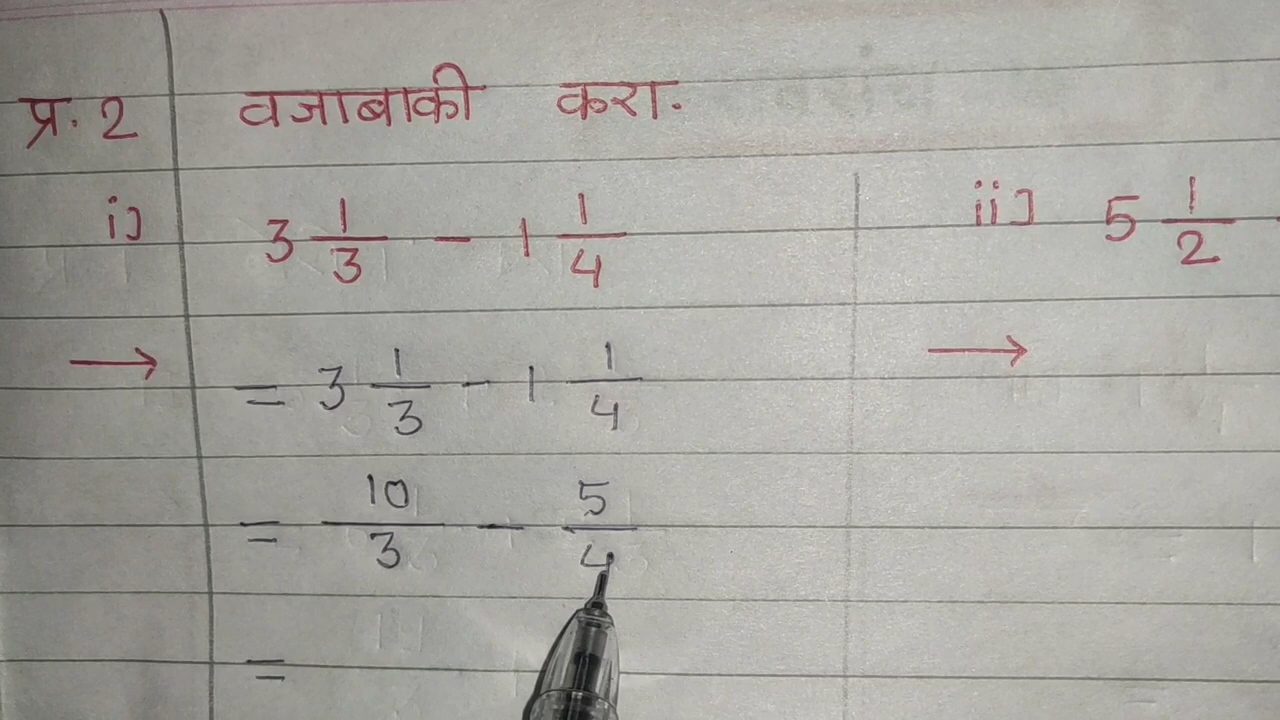 प्र. 2 वजाबाकी करा.
i) 3 1/3 - 1 1/4
→ = 3 1/3 - 1 1/4
= 10/3 - 5/4
=
ii) 5 1/2 -
→